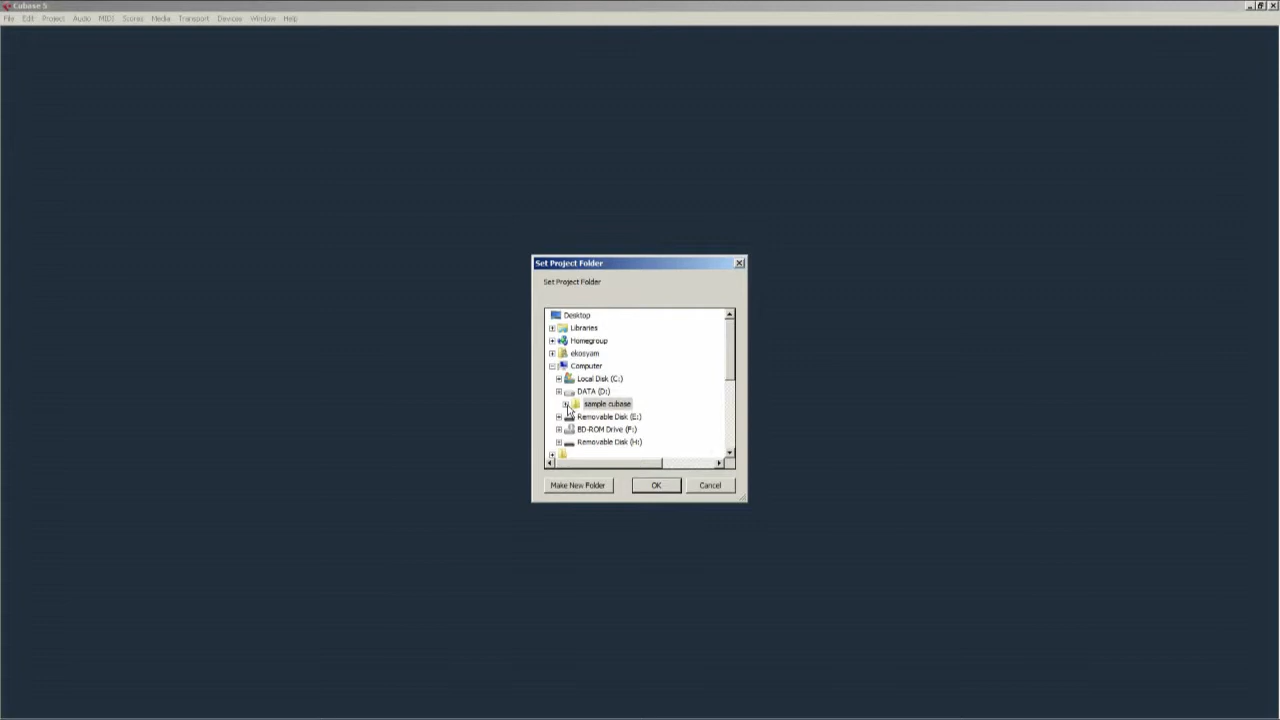 Cubase 5
File Edit Project Audio MIDI Scores Media Transport Devices Window Help
Set Project Folder
Set Project Folder
Desktop
Libraries
Homegroup
ekosyam
Computer
Local Disk (C:)
DATA (D:)
sample cubase
Removable Disk (E:)
BD-ROM Drive (F:)
Removable Disk (H:)
Make New Folder OK Cancel